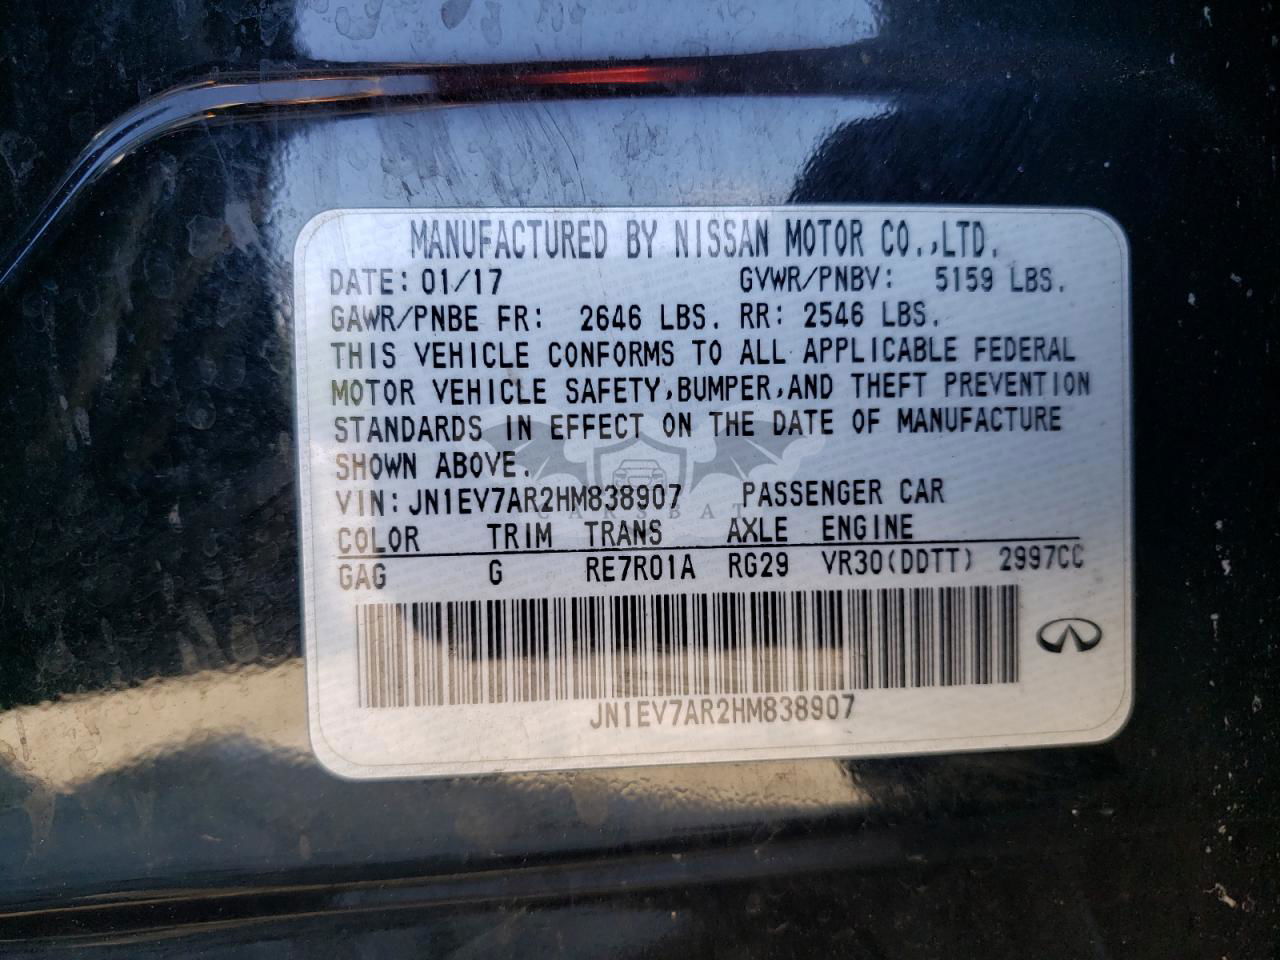 MANUFACTURED BY NISSAN MOTOR CO.,LTD.
DATE: 01/17 GVWR/PNBV: 5159 LBS.
GAWR/PNBE FR: 2646 LBS. RR: 2546 LBS.
THIS VEHICLE CONFORMS TO ALL APPLICABLE FEDERAL
MOTOR VEHICLE SAFETY,BUMPER,AND THEFT PREVENTION
STANDARDS IN EFFECT ON THE DATE OF MANUFACTURE
SHOWN ABOVE.
VIN: JN1EV7AR2HM838907 PASSENGER CAR
CARSBAT
COLOR TRIM TRANS AXLE ENGINE
GAG G RE7R01A RG29 VR30(DDTT) 2997CC
JN1EV7AR2HM838907